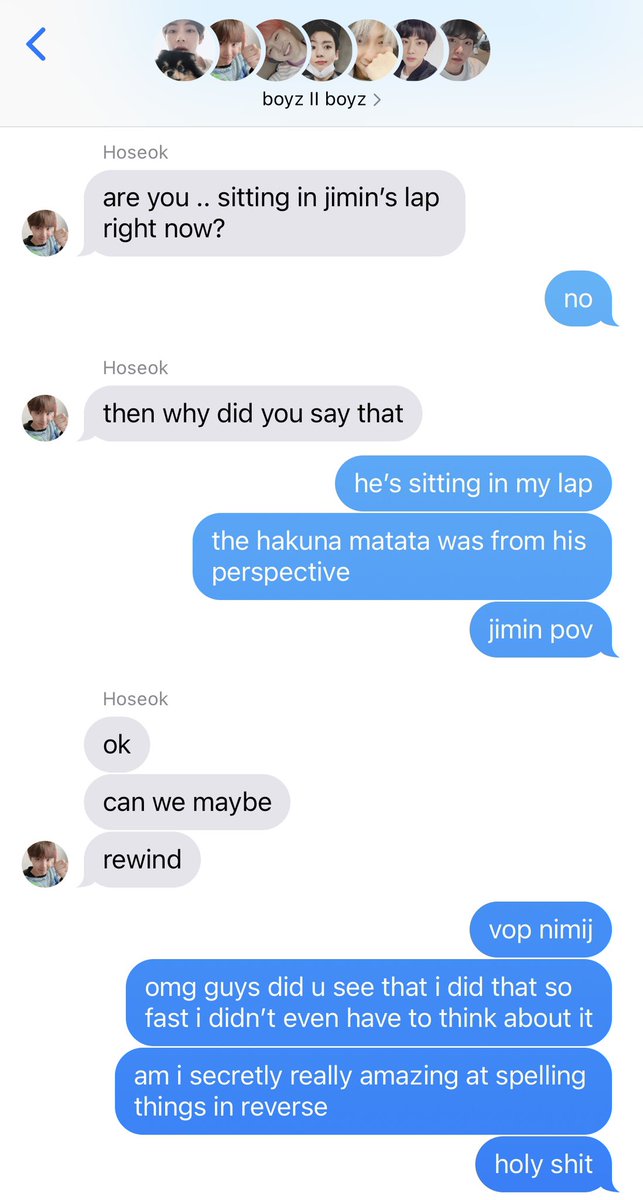 boyz II boyz
Hoseok
are you .. sitting in jimin’s lap
right now?
no
Hoseok
then why did you say that
he’s sitting in my lap
the hakuna matata was from his
perspective
jimin pov
Hoseok
ok
can we maybe
rewind
vop nimij
omg guys did u see that i did that so
fast i didn’t even have to think about it
am i secretly really amazing at spelling
things in reverse
holy shit